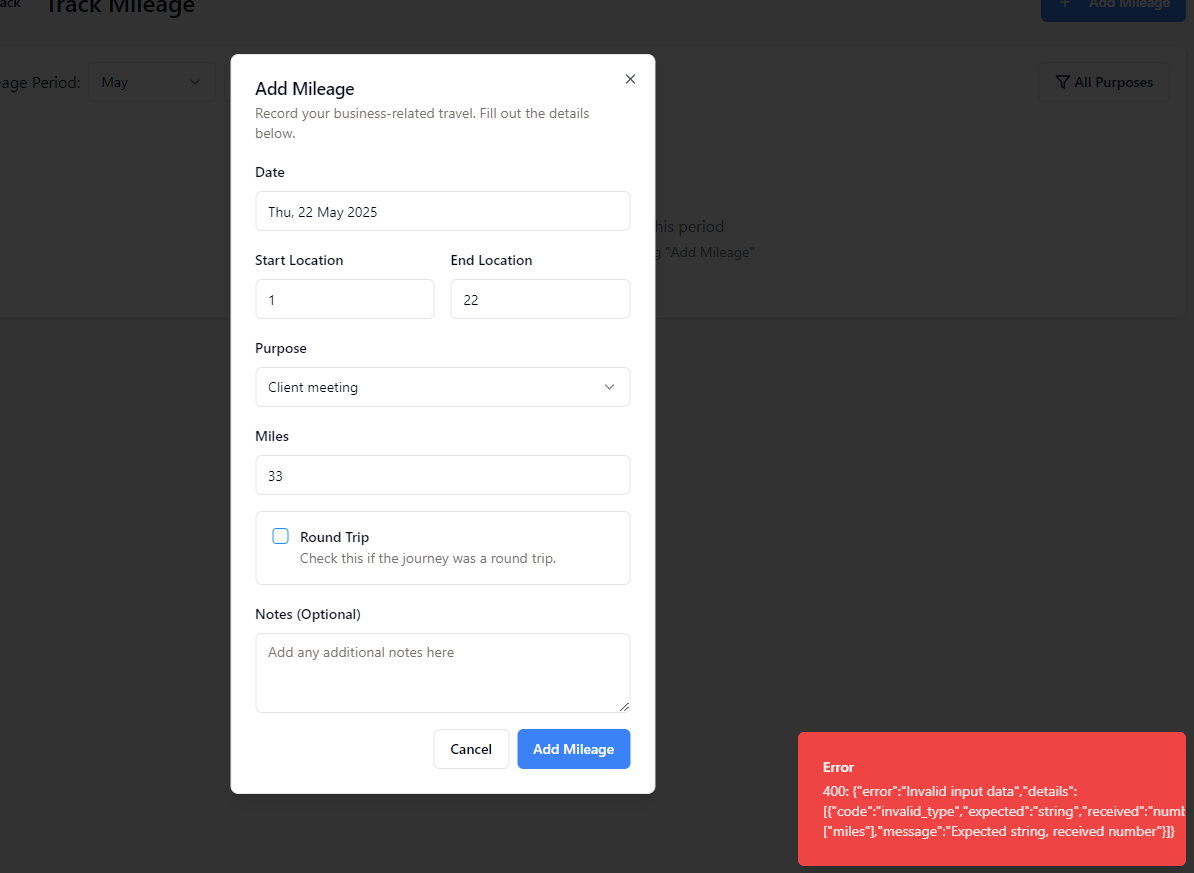 Track Mileage
+ Add Mileage
Period:
May
All Purposes
Add Mileage
Record your business-related travel. Fill out the details
below.
Date
Thu, 22 May 2025
Start Location
End Location
1
22
period
"Add Mileage"
Purpose
Client meeting
Miles
33
Round Trip
Check this if the journey was a round trip.
Notes (Optional)
Add any additional notes here
Cancel
Add Mileage
Error
400: {"error":"Invalid input data","details":
[{"code":"invalid_type","expected":"string","received":"numb
["miles"],"message":"Expected string, received number"}]}